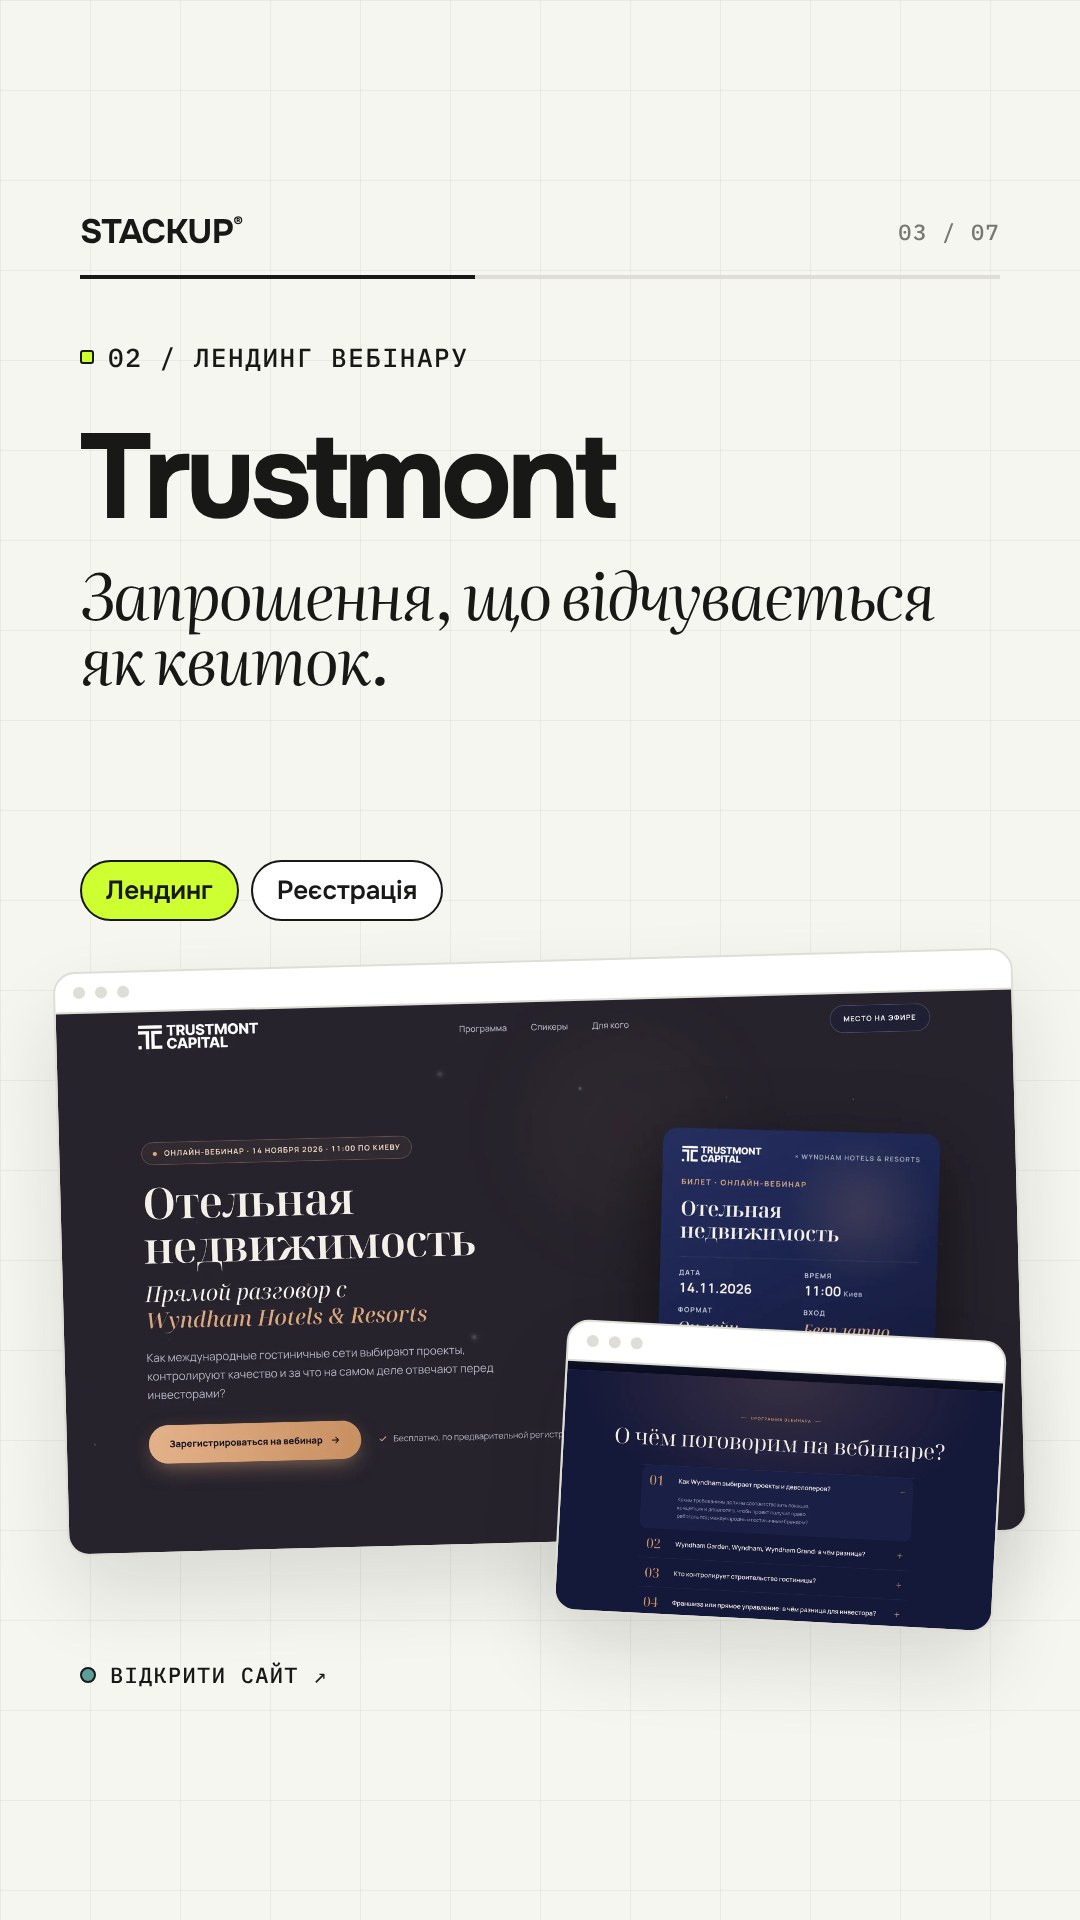 STACKUP®
03 / 07
02 / ЛЕНДИНГ ВЕБІНАРУ
Trustmont
Запрошення, що відчувається
як квиток.
Лендинг
Реєстрація
TRUSTMONT
CAPITAL
Программа
Спикеры
Для кого
МЕСТО НА ЭФИРЕ
ОНЛАЙН-ВЕБИНАР · 14 НОЯБРЯ 2026 · 11:00 ПО КИЕВУ
Отельная
недвижимость
Прямой разговор с
Wyndham Hotels & Resorts
Как международные гостиничные сети выбирают проекты,
контролируют качество и за что на самом деле отвечают перед
инвесторами?
Зарегистрироваться на вебинар →
✓ Бесплатно, по предварительной регистр
TRUSTMONT
CAPITAL
× WYNDHAM HOTELS & RESORTS
БИЛЕТ · ОНЛАЙН-ВЕБИНАР
Отельная
недвижимость
ДАТА
14.11.2026
ВРЕМЯ
11:00 Киев
ФОРМАТ
Онлайн
ВХОД
Бесплатно
— ПРОГРАММА ВЕБИНАРА —
О чём поговорим на вебинаре?
01 Как Wyndham выбирает проекты и девелоперов? −
02 Wyndham Garden, Wyndham, Wyndham Grand: в чём разница? +
03 Кто контролирует строительство гостиницы? +
04 Франшиза или прямое управление: в чём разница для инвестора? +
ВІДКРИТИ САЙТ ↗